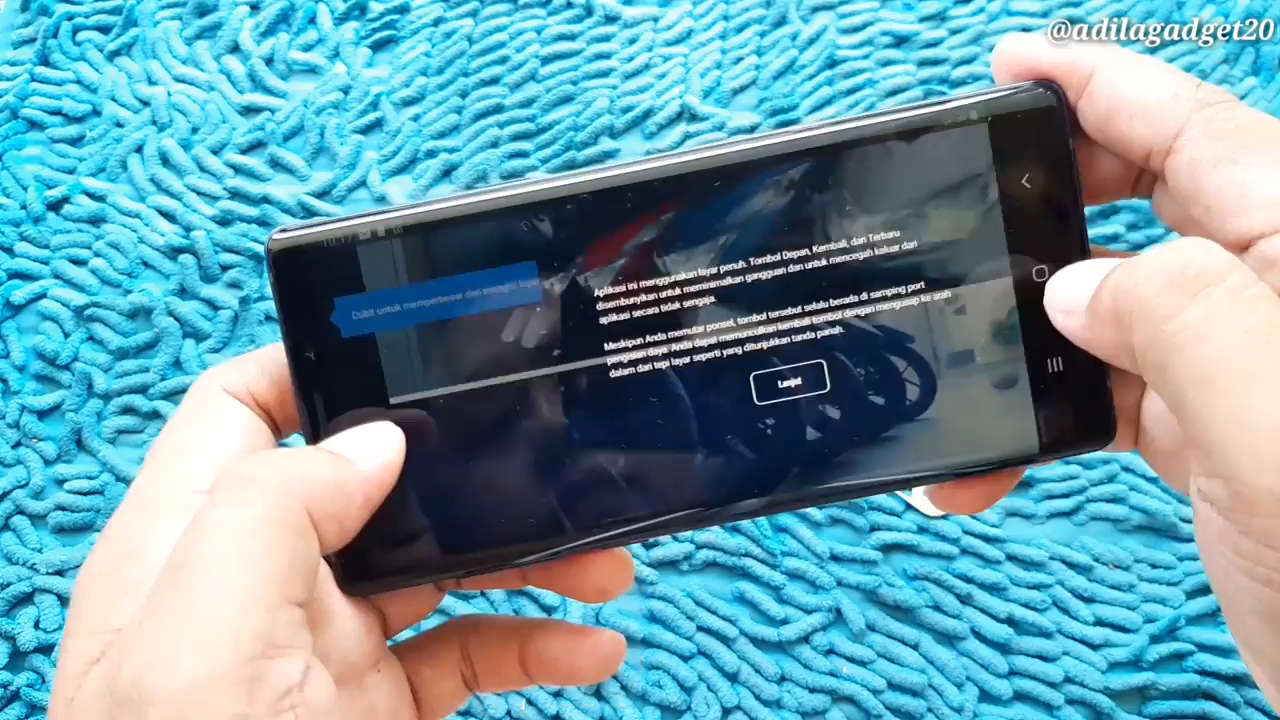 @adilagadget20
Cubit untuk memperbesar dan mengisi layar
Aplikasi ini menggunakan layar penuh. Tombol Depan, Kembali, dan Terbaru
disembunyikan untuk meminimalkan gangguan dan untuk mencegah keluar dari
aplikasi secara tidak sengaja.
Meskipun Anda memutar ponsel, tombol tersebut selalu berada di samping port
pengisian daya. Anda dapat memunculkan kembali tombol dengan mengusap ke arah
dalam dari tepi layar seperti yang ditunjukkan tanda panah.
Lanjut